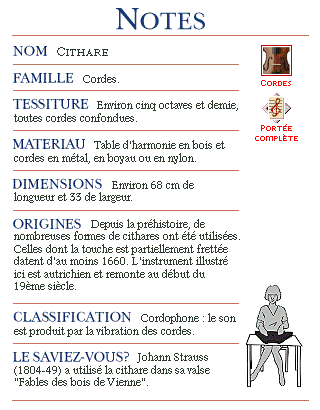 NOTES
NOM CITHARE
FAMILLE Cordes.
TESSITURE Environ cinq octaves et demie,
toutes cordes confondues.
MATERIAU Table d'harmonie en bois et
cordes en métal, en boyau ou en nylon.
DIMENSIONS Environ 68 cm de
longueur et 33 de largeur.
ORIGINES Depuis la préhistoire, de
nombreuses formes de cithares ont été utilisées.
Celles dont la touche est partiellement frettée
datent d'au moins 1660. L'instrument illustré
ici est autrichien et remonte au début du
19ème siècle.
CLASSIFICATION Cordophone : le son
est produit par la vibration des cordes.
LE SAVIEZ-VOUS? Johann Strauss
(1804-49) a utilisé la cithare dans sa valse
"Fables des bois de Vienne".
CORDES
PORTÉE
COMPLÈTE